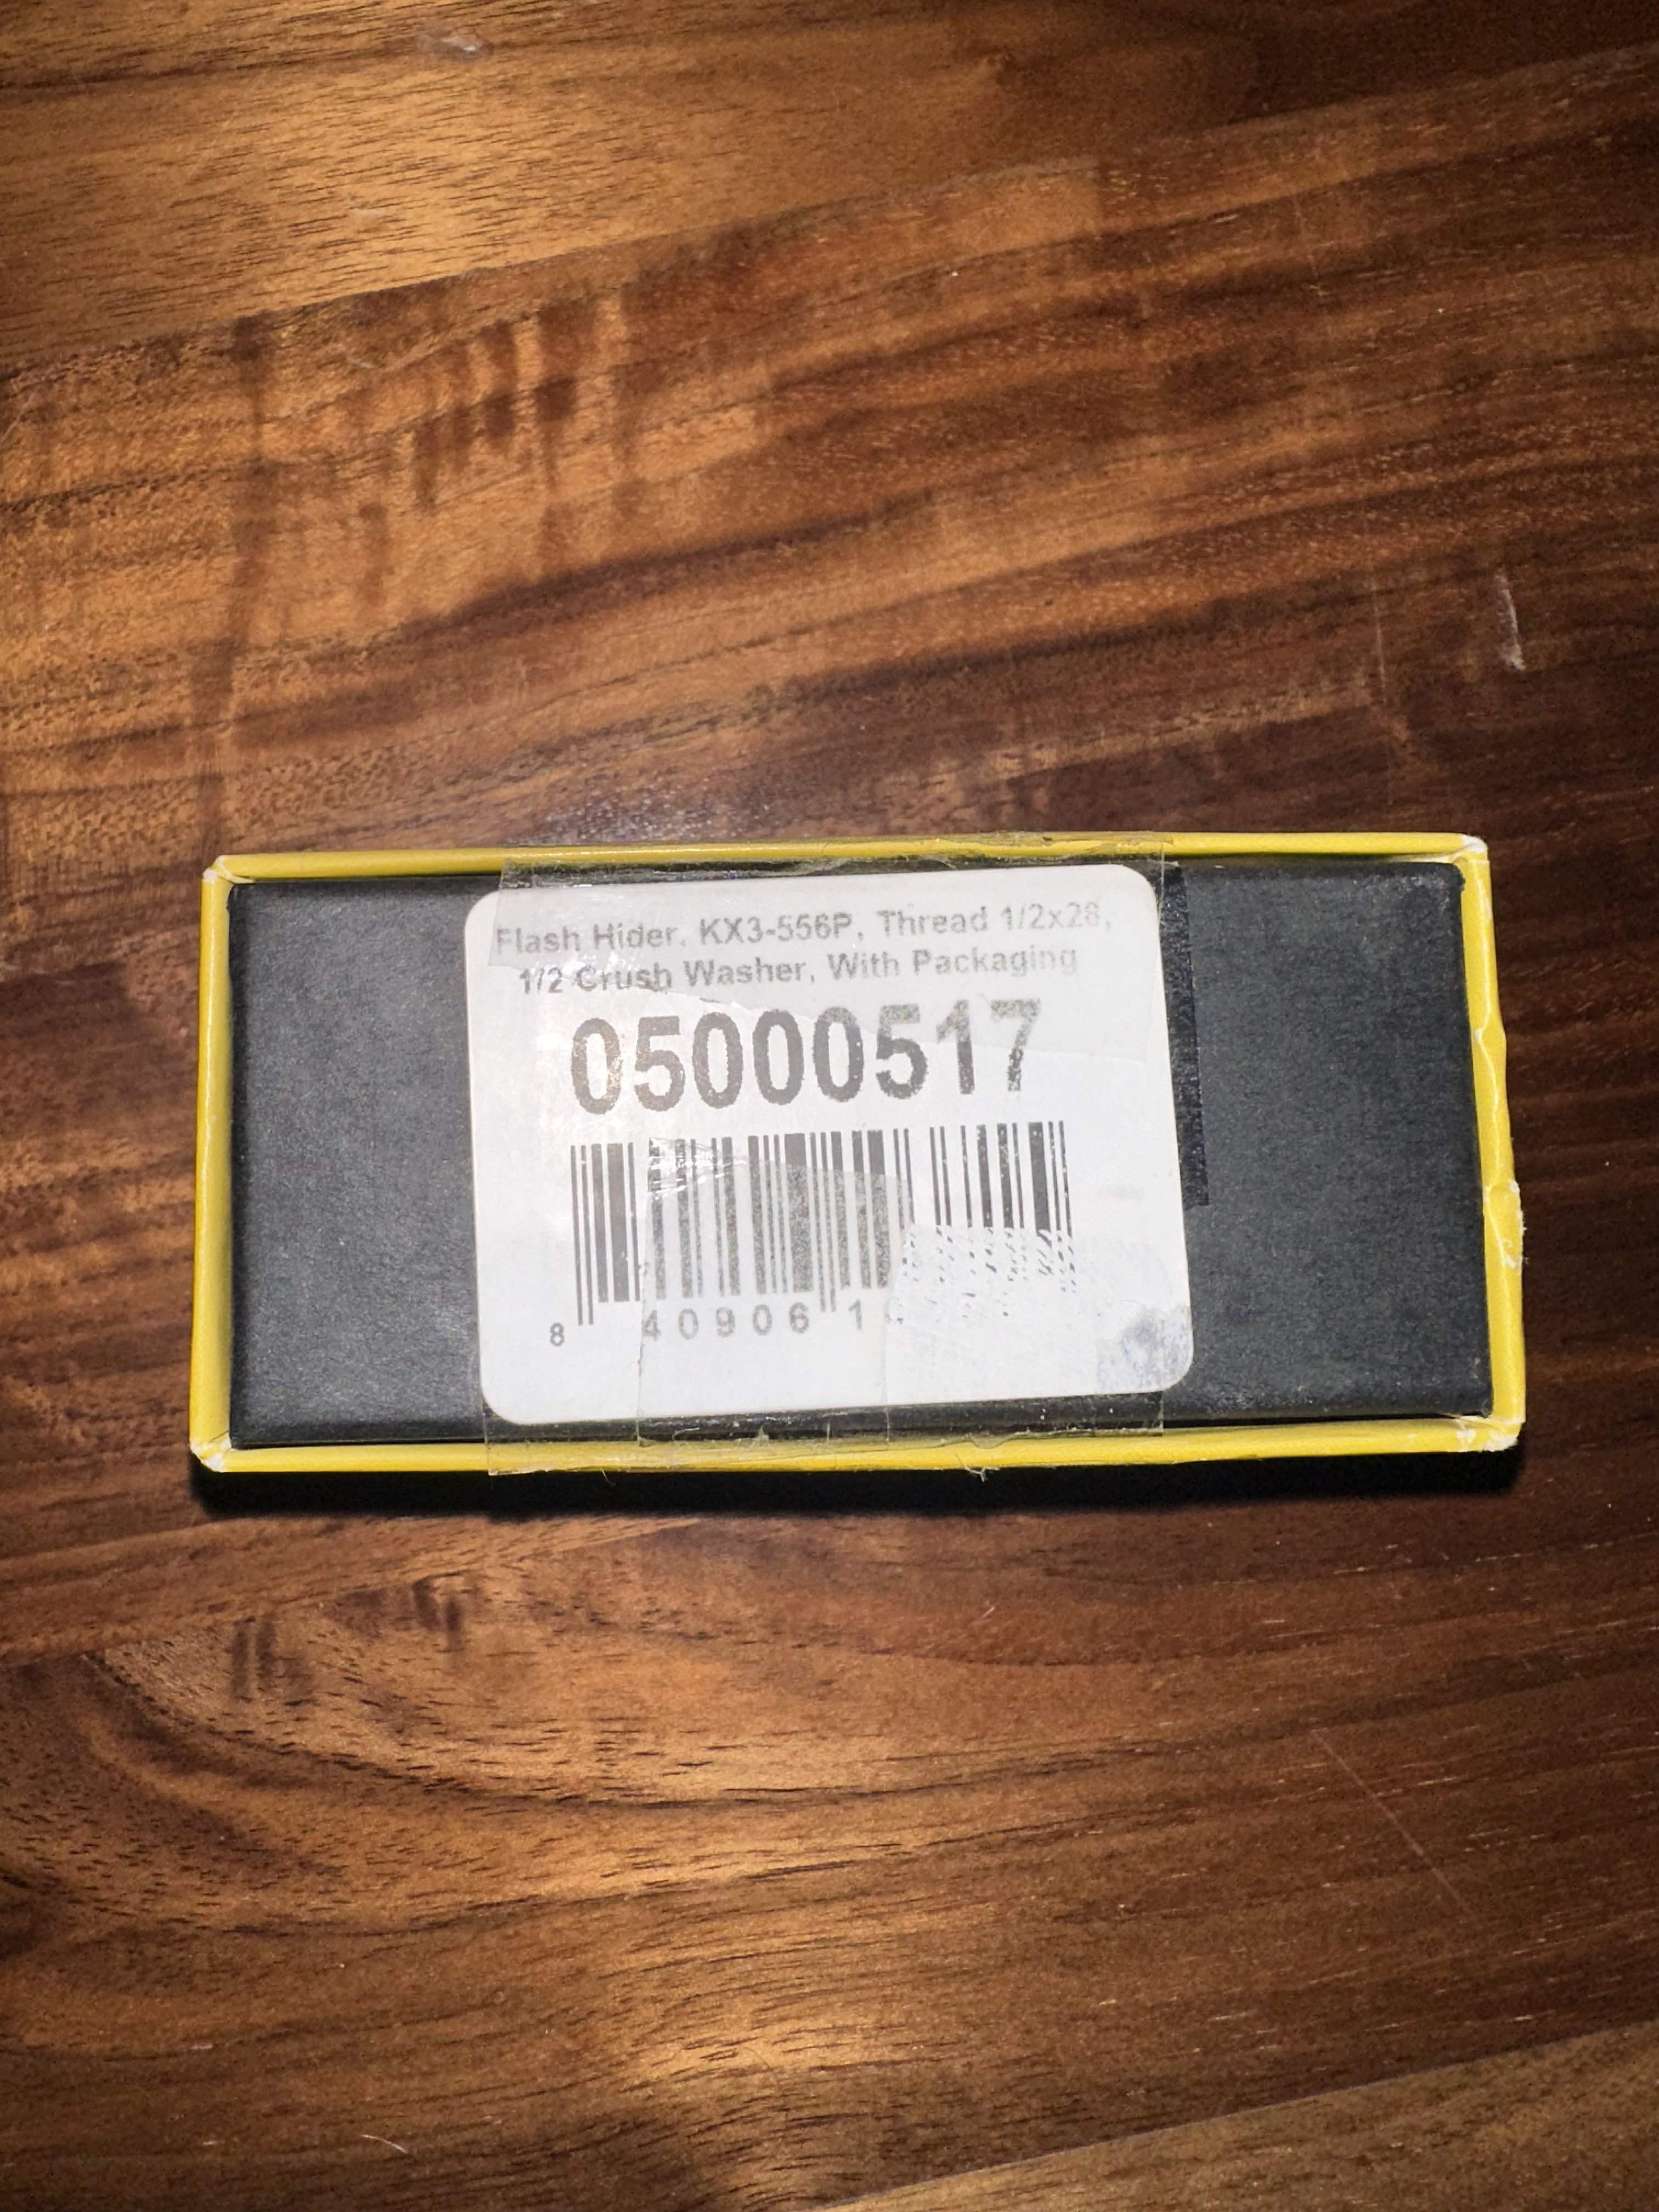 Flash Hider, KX3-556P, Thread 1/2x28,
1/2 Crush Washer, With Packaging
05000517
8 40906 1